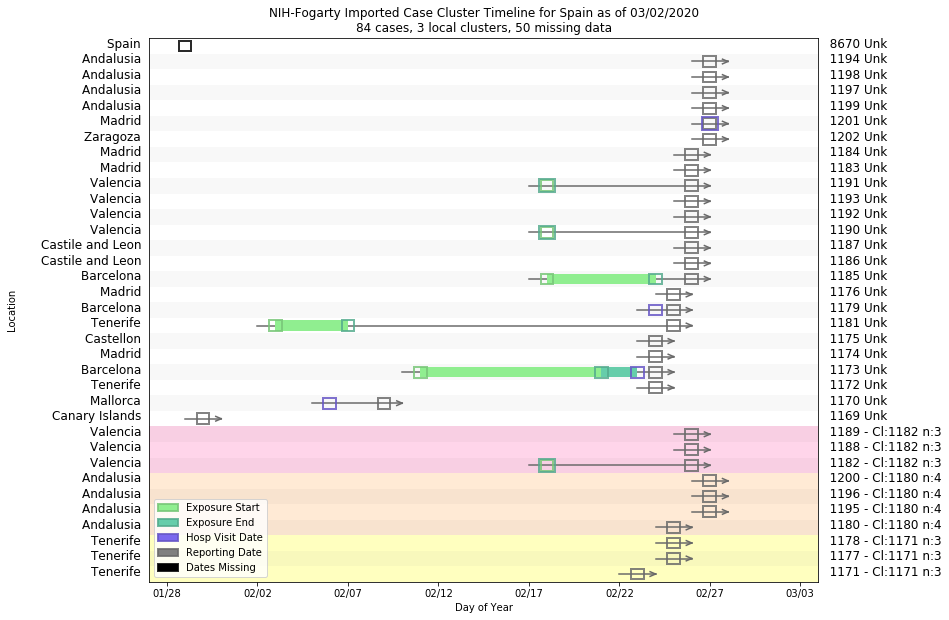 NIH-Fogarty Imported Case Cluster Timeline for Spain as of 03/02/2020
84 cases, 3 local clusters, 50 missing data
Location
Spain 8670 Unk
Andalusia 1194 Unk
Andalusia 1198 Unk
Andalusia 1197 Unk
Andalusia 1199 Unk
Madrid 1201 Unk
Zaragoza 1202 Unk
Madrid 1184 Unk
Madrid 1183 Unk
Valencia 1191 Unk
Valencia 1193 Unk
Valencia 1192 Unk
Valencia 1190 Unk
Castile and Leon 1187 Unk
Castile and Leon 1186 Unk
Barcelona 1185 Unk
Madrid 1176 Unk
Barcelona 1179 Unk
Tenerife 1181 Unk
Castellon 1175 Unk
Madrid 1174 Unk
Barcelona 1173 Unk
Tenerife 1172 Unk
Mallorca 1170 Unk
Canary Islands 1169 Unk
Valencia 1189 - Cl:1182 n:3
Valencia 1188 - Cl:1182 n:3
Valencia 1182 - Cl:1182 n:3
Andalusia 1200 - Cl:1180 n:4
Andalusia 1196 - Cl:1180 n:4
Andalusia 1195 - Cl:1180 n:4
Andalusia 1180 - Cl:1180 n:4
Tenerife 1178 - Cl:1171 n:3
Tenerife 1177 - Cl:1171 n:3
Tenerife 1171 - Cl:1171 n:3
Exposure Start
Exposure End
Hosp Visit Date
Reporting Date
Dates Missing
01/28 02/02 02/07 02/12 02/17 02/22 02/27 03/03
Day of Year